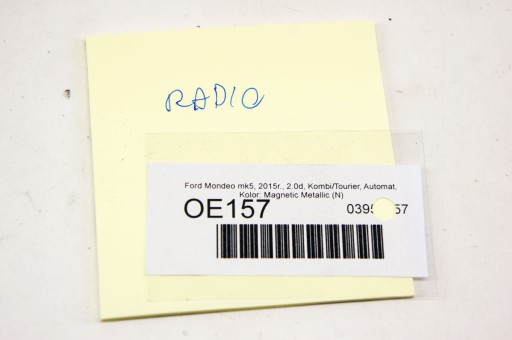 RADIO
Ford Mondeo mk5, 2015r., 2.0d, Kombi/Tourier, Automat,
Kolor: Magnetic Metallic (N)
OE157